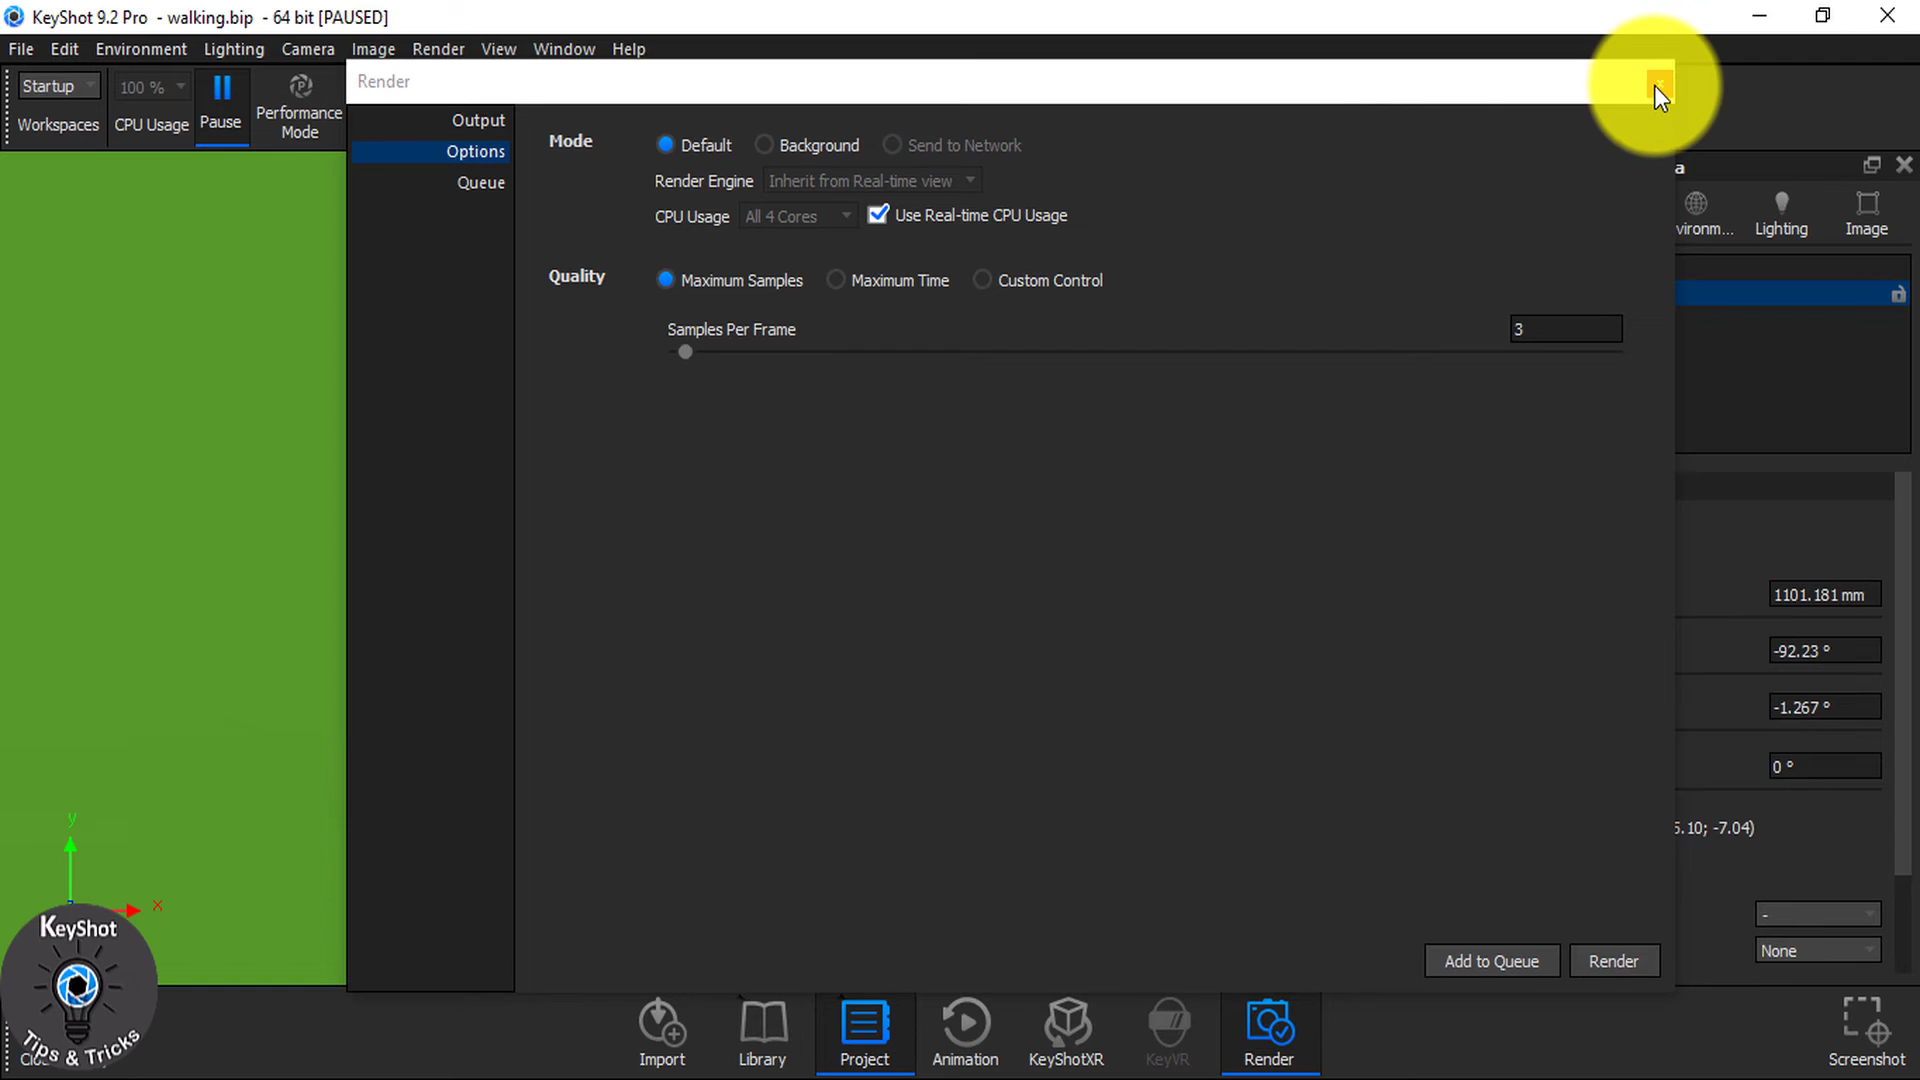 KeyShot 9.2 Pro - walking.bip - 64 bit [PAUSED]
File Edit Environment Lighting Camera Image Render View Window Help
Startup
Workspaces
100 %
CPU Usage
Pause
Performance
Mode
Render
Output
Options
Queue
Mode
Default Background Send to Network
Render Engine Inherit from Real-time view
CPU Usage All 4 Cores Use Real-time CPU Usage
Quality
Maximum Samples Maximum Time Custom Control
Samples Per Frame 3
Add to Queue Render
a
vironm... Lighting Image
1101.181 mm
-92.23 °
-1.267 °
0 °
5.10; -7.04)
-
None
y
x
KeyShot
Tips & Tricks
Import Library Project Animation KeyShotXR KeyVR Render Screenshot